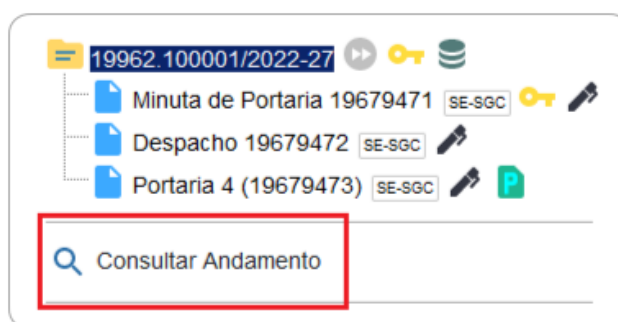 19962.100001/2022-27
Minuta de Portaria 19679471 SE-SGC
Despacho 19679472 SE-SGC
Portaria 4 (19679473) SE-SGC P
Consultar Andamento